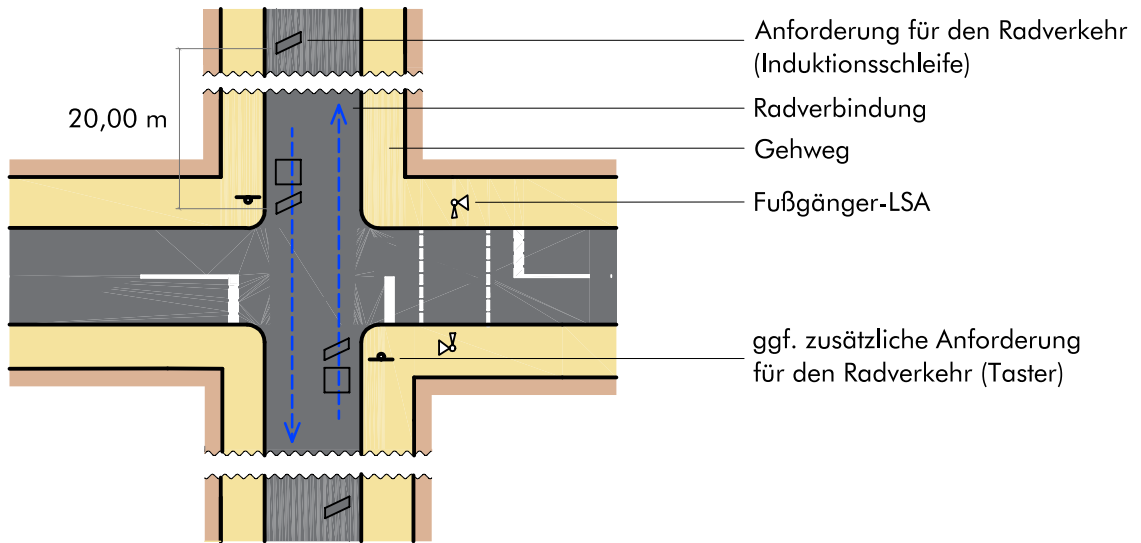 Anforderung für den Radverkehr
(Induktionsschleife)
20,00 m
Radverbindung
Gehweg
Fußgänger-LSA
ggf. zusätzliche Anforderung
für den Radverkehr (Taster)